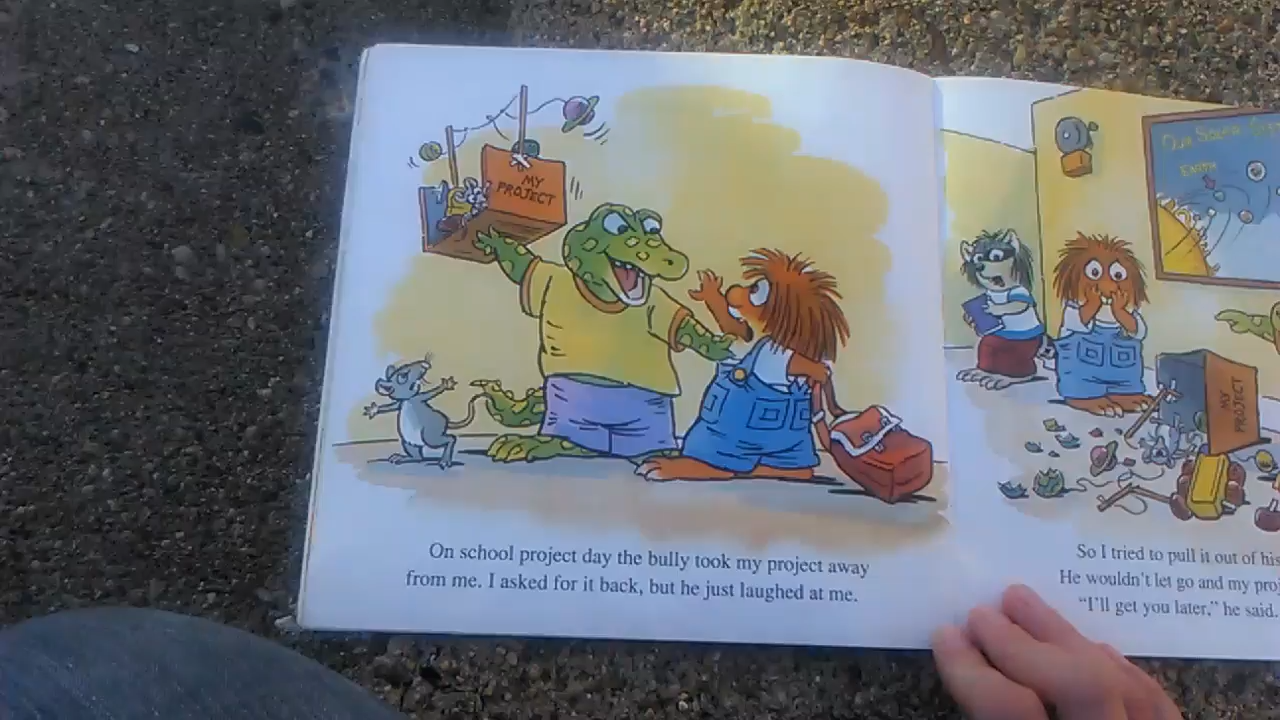 MY
PROJECT
On school project day the bully took my project away
from me. I asked for it back, but he just laughed at me.
Our Solar
Earth
MY
PROJECT
So I tried to pull it out of his
He wouldn't let go and my
"I'll get you later," he said.